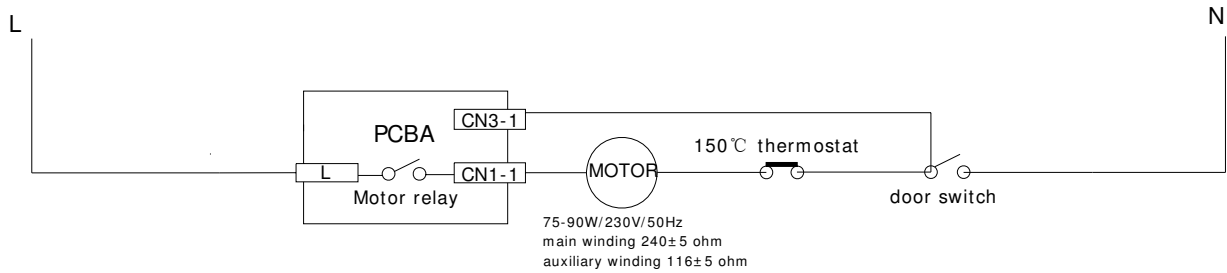 L
N
CN3-1
PCBA
150℃ thermostat
L
CN1-1
MOTOR
Motor relay
door switch
75-90W/230V/50Hz
main winding 240±5 ohm
auxiliary winding 116±5 ohm